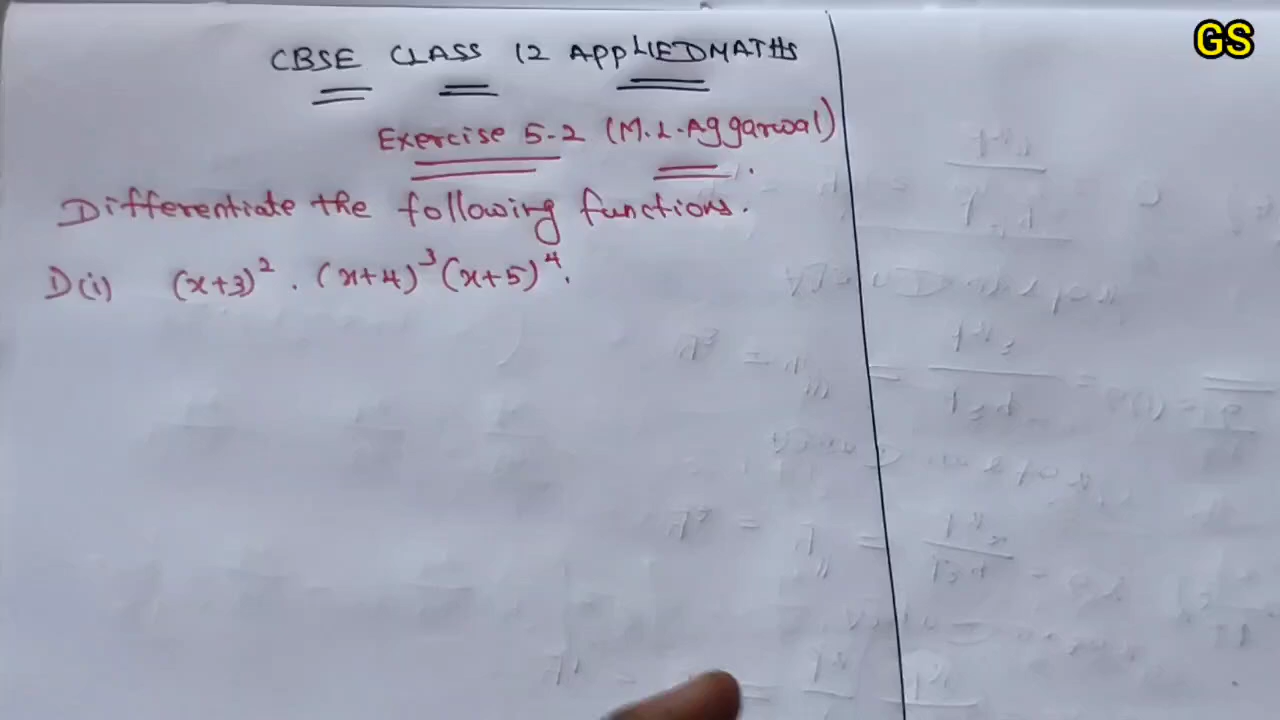 GS
CBSE CLASS 12 APPLIEDMATHS
Exercise 5.2 (M.L.Aggarwal)
Differentiate the following functions.
1)(i) (x+3)² . (x+4)³ (x+5)⁴.